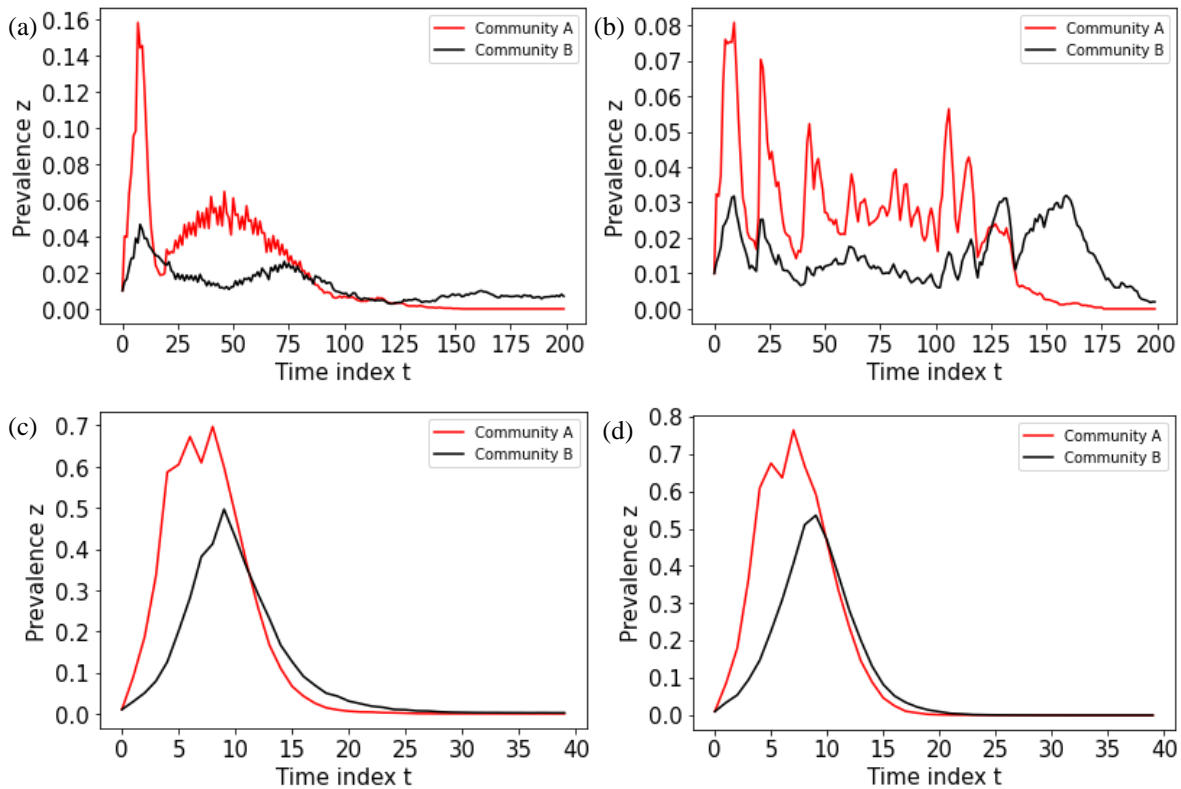 (a)
0.16
0.14
0.12
0.10
0.08
0.06
0.04
0.02
0.00
Prevalence z
Community A
Community B
0 25 50 75 100 125 150 175 200
Time index t
(b)
0.08
0.07
0.06
0.05
0.04
0.03
0.02
0.01
0.00
Prevalence z
Community A
Community B
0 25 50 75 100 125 150 175 200
Time index t
(c)
0.7
0.6
0.5
0.4
0.3
0.2
0.1
0.0
Prevalence z
Community A
Community B
0 5 10 15 20 25 30 35 40
Time index t
(d)
0.8
0.7
0.6
0.5
0.4
0.3
0.2
0.1
0.0
Prevalence z
Community A
Community B
0 5 10 15 20 25 30 35 40
Time index t